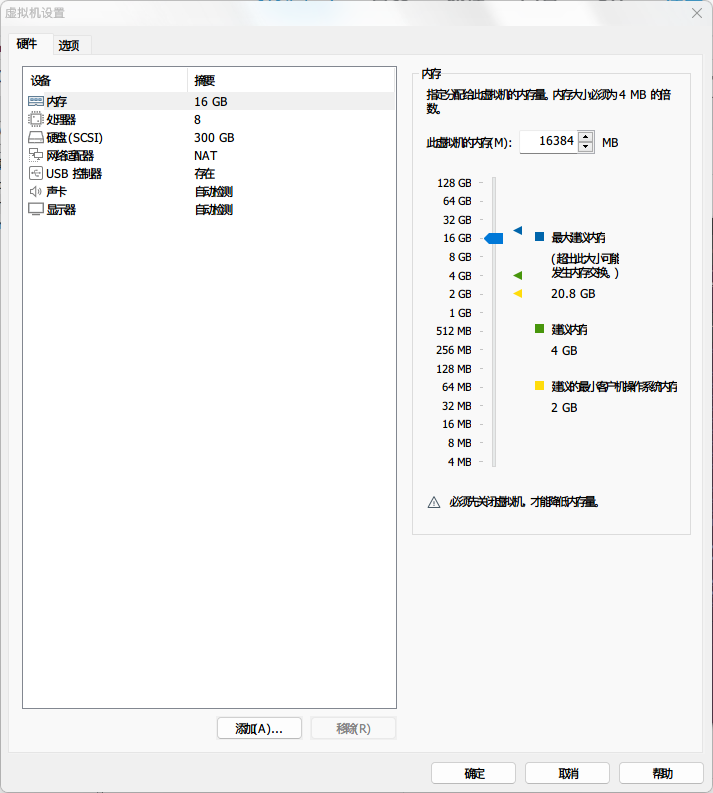 虚拟机设置
硬件 选项
设备 摘要
内存 16 GB
处理器 8
硬盘(SCSI) 300 GB
网络适配器 NAT
USB 控制器 存在
声卡 自动检测
显示器 自动检测
添加(A)... 移除(R)
内存
指定分配给此虚拟机的内存量。内存大小必须为 4 MB 的倍
数。
此虚拟机的内存(M): 16384 MB
128 GB
64 GB
32 GB
16 GB
8 GB
4 GB
2 GB
1 GB
512 MB
256 MB
128 MB
64 MB
32 MB
16 MB
8 MB
4 MB
最大建议内存
(超出此大小可能
发生内存交换。)
20.8 GB
建议内存
4 GB
建议的最小客户机操作系统内存
2 GB
必须先关闭虚拟机，才能降低内存量。
确定 取消 帮助